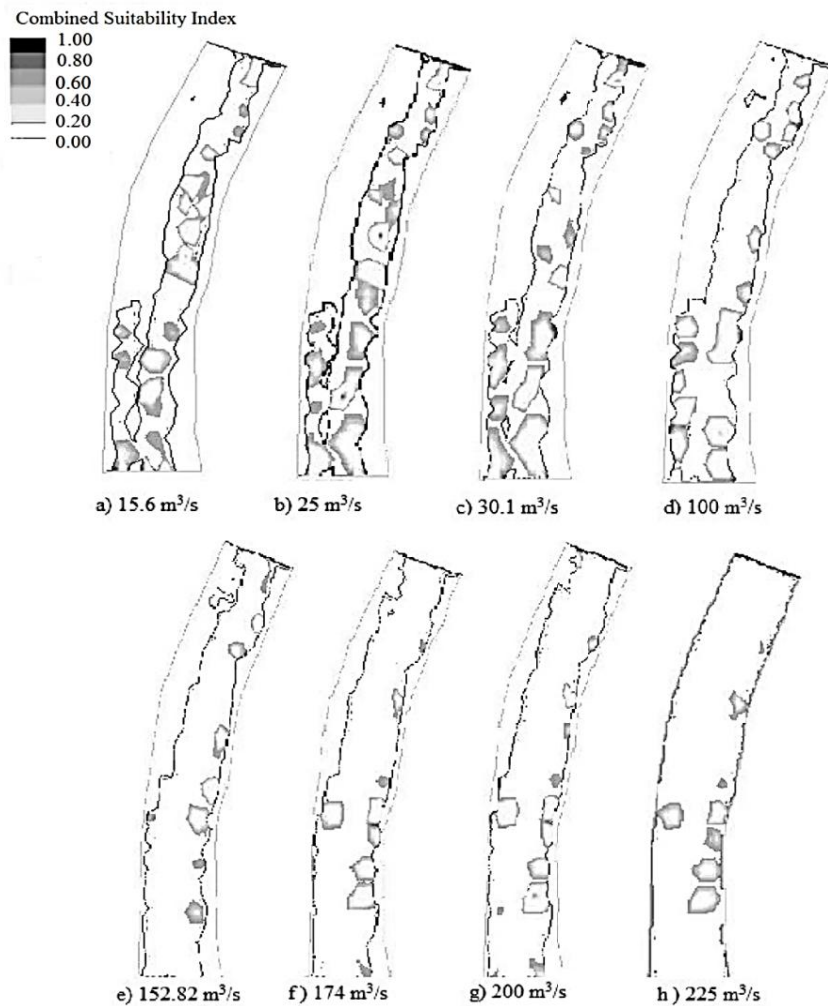 Combined Suitability Index
1.00
0.80
0.60
0.40
0.20
0.00
a) 15.6 m³/s
b) 25 m³/s
c) 30.1 m³/s
d) 100 m³/s
e) 152.82 m³/s
f) 174 m³/s
g) 200 m³/s
h) 225 m³/s